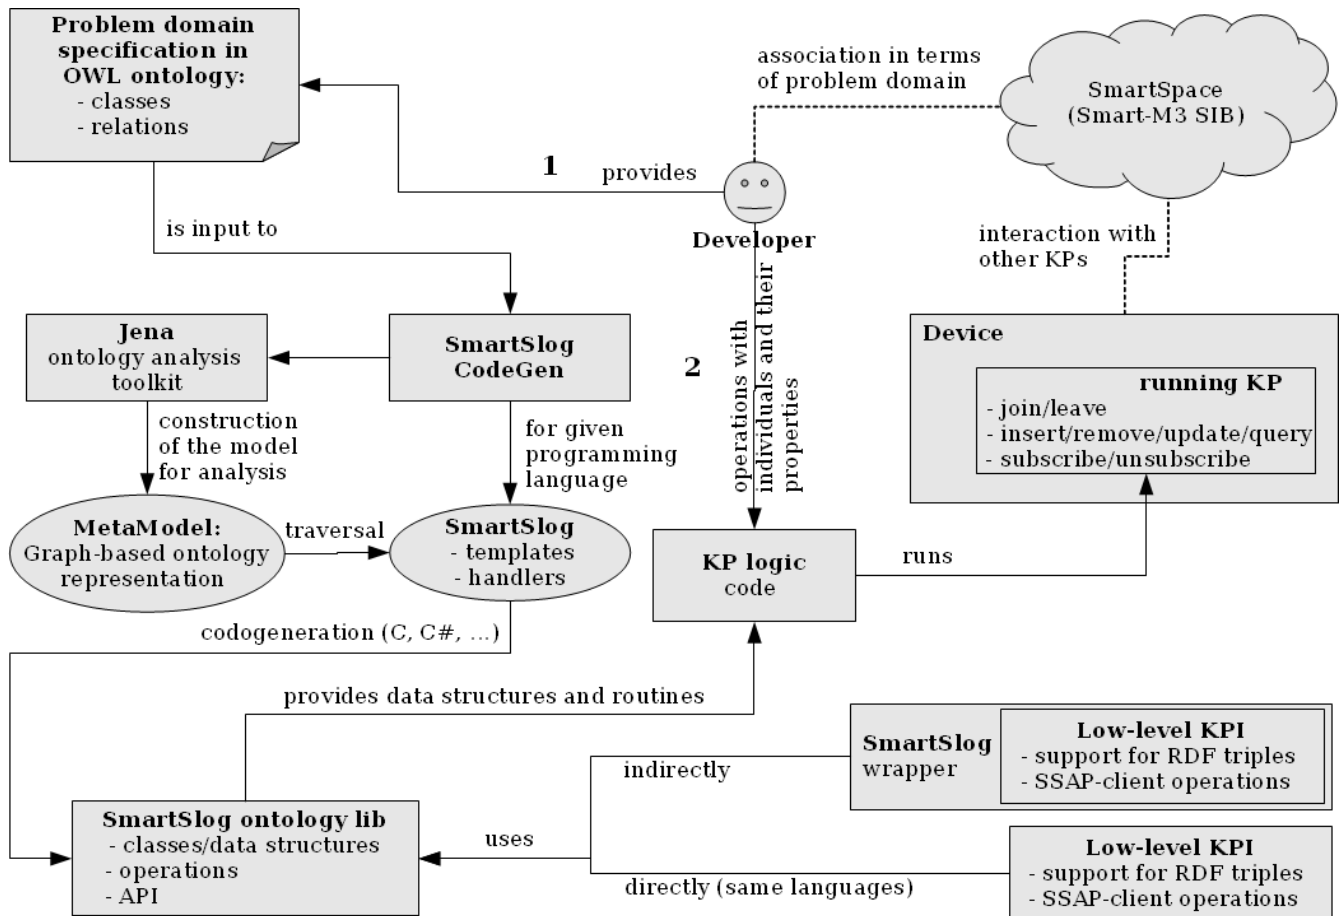 Problem domain
specification in
OWL ontology:
- classes
- relations
association in terms
of problem domain
SmartSpace
(Smart-M3 SIB)
1
provides
Developer
is input to
interaction with
other KPs
Jena
ontology analysis
toolkit
SmartSlog
CodeGen
2
operations with
individuals and their
properties
Device
running KP
- join/leave
- insert/remove/update/query
- subscribe/unsubscribe
construction
of the model
for analysis
for given
programming
language
MetaModel:
Graph-based ontology
representation
traversal
SmartSlog
- templates
- handlers
KP logic
code
runs
codogeneration (C, C#, ...)
provides data structures and routines
SmartSlog
wrapper
Low-level KPI
- support for RDF triples
- SSAP-client operations
indirectly
SmartSlog ontology lib
- classes/data structures
- operations
- API
uses
directly (same languages)
Low-level KPI
- support for RDF triples
- SSAP-client operations